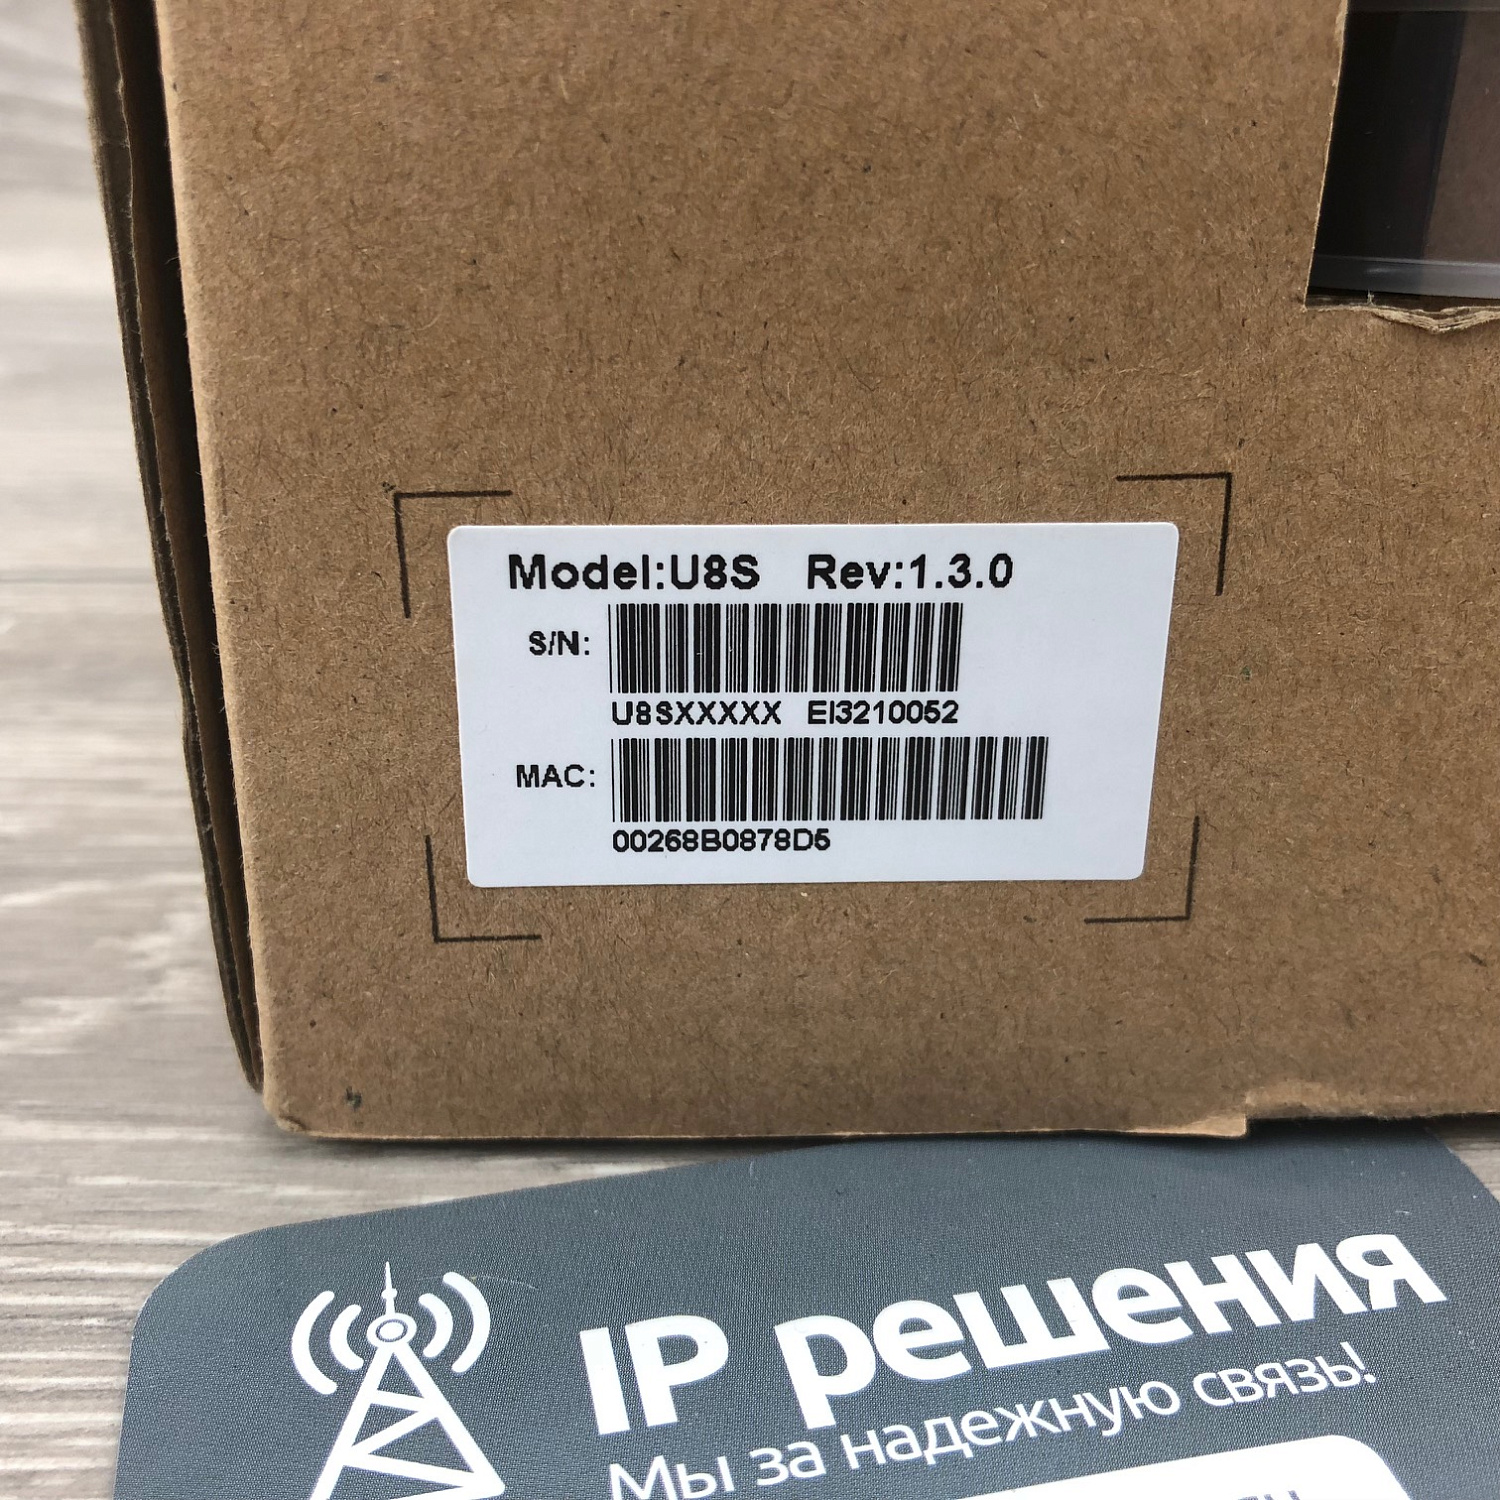 Model:U8S Rev:1.3.0
S/N:
U8SXXXXX EI3210052
MAC:
00268B0878D5
IP решения
Мы за надежную связь!